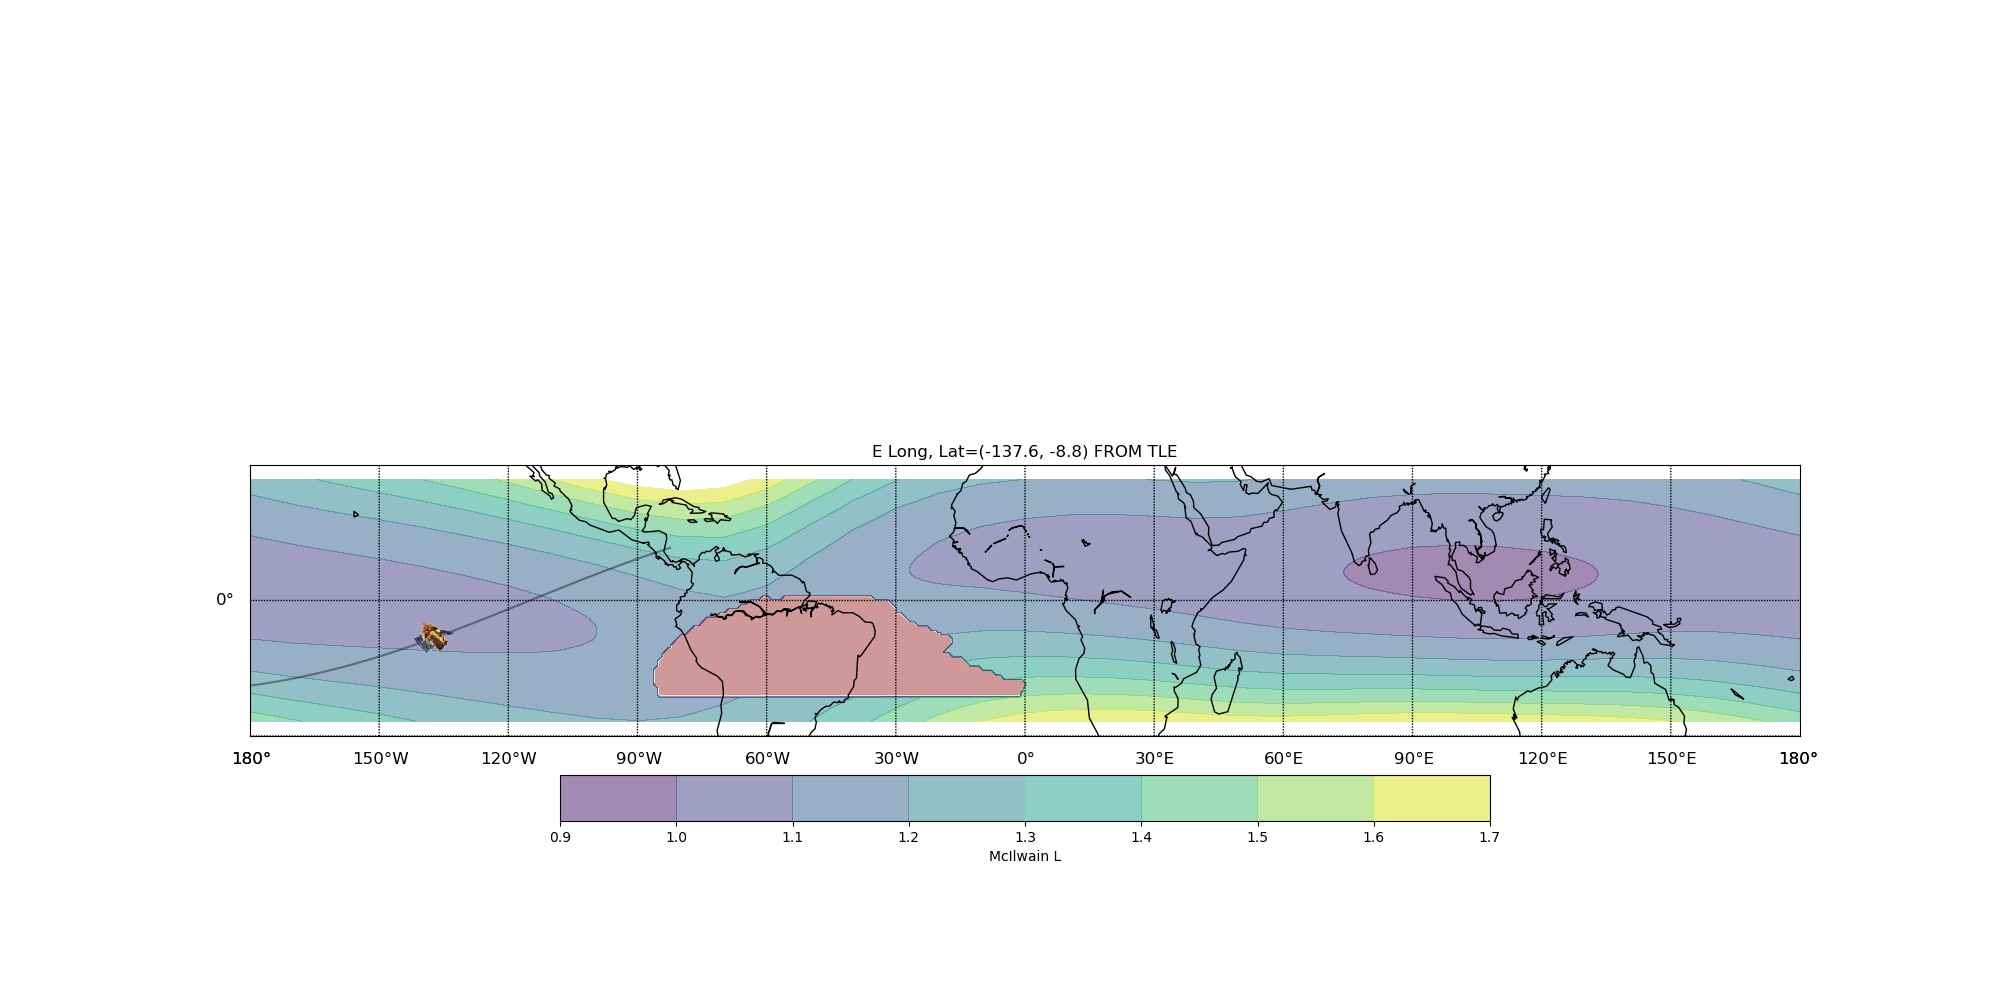 E Long, Lat=(-137.6, -8.8) FROM TLE
0°
180° 150°W 120°W 90°W 60°W 30°W 0° 30°E 60°E 90°E 120°E 150°E 180°
0.9 1.0 1.1 1.2 1.3 1.4 1.5 1.6 1.7
McIlwain L